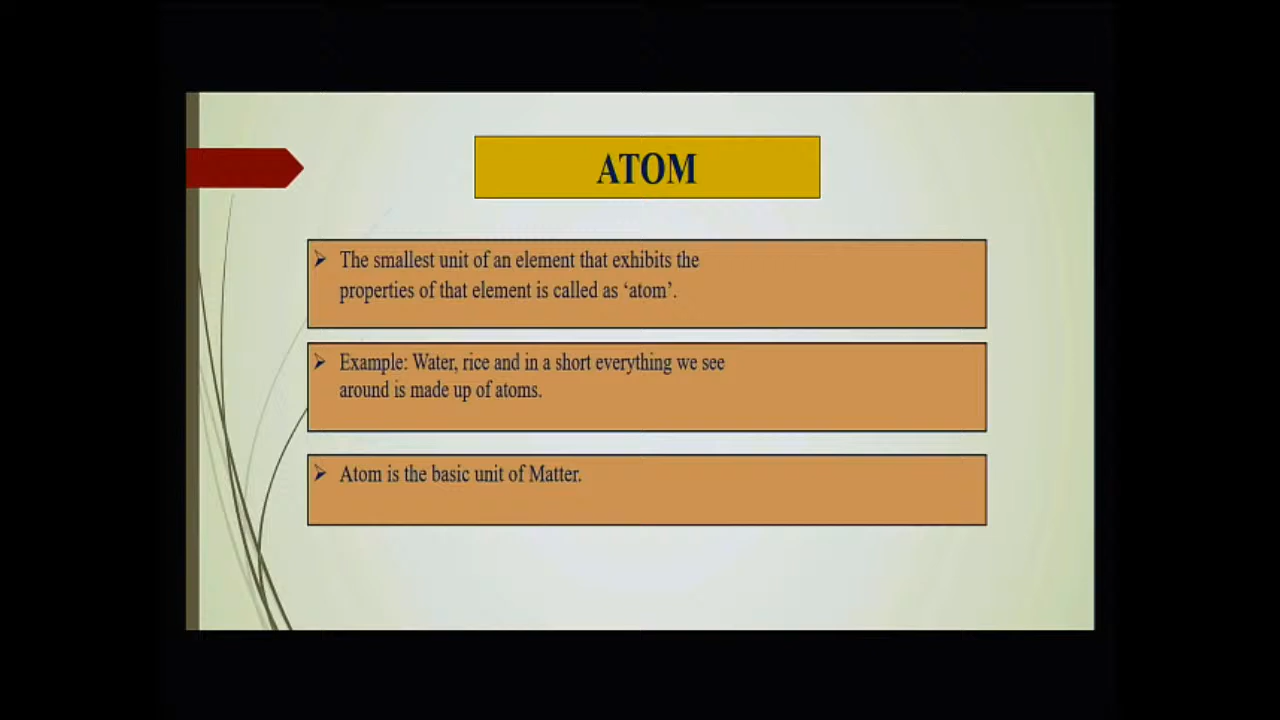 ATOM
➢ The smallest unit of an element that exhibits the
properties of that element is called as ‘atom’.
➢ Example: Water, rice and in a short everything we see
around is made up of atoms.
➢ Atom is the basic unit of Matter.